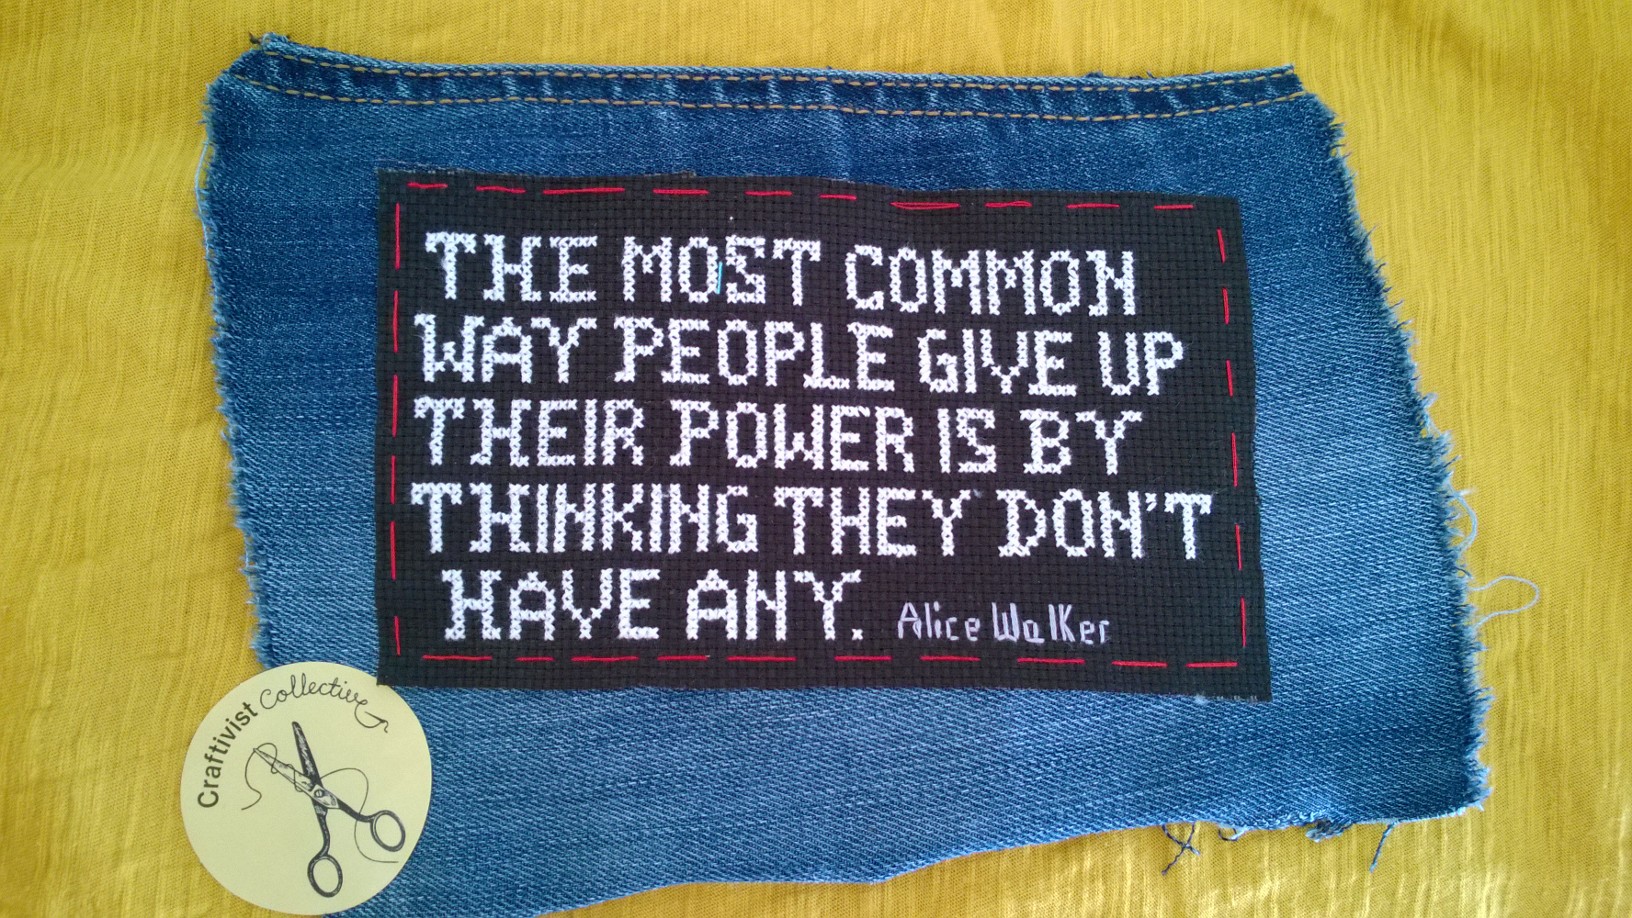 THE MOST COMMON
WAY PEOPLE GIVE UP
THEIR POWER IS BY
THINKING THEY DON'T
HAVE ANY. Alice Walker
Craftivist Collective